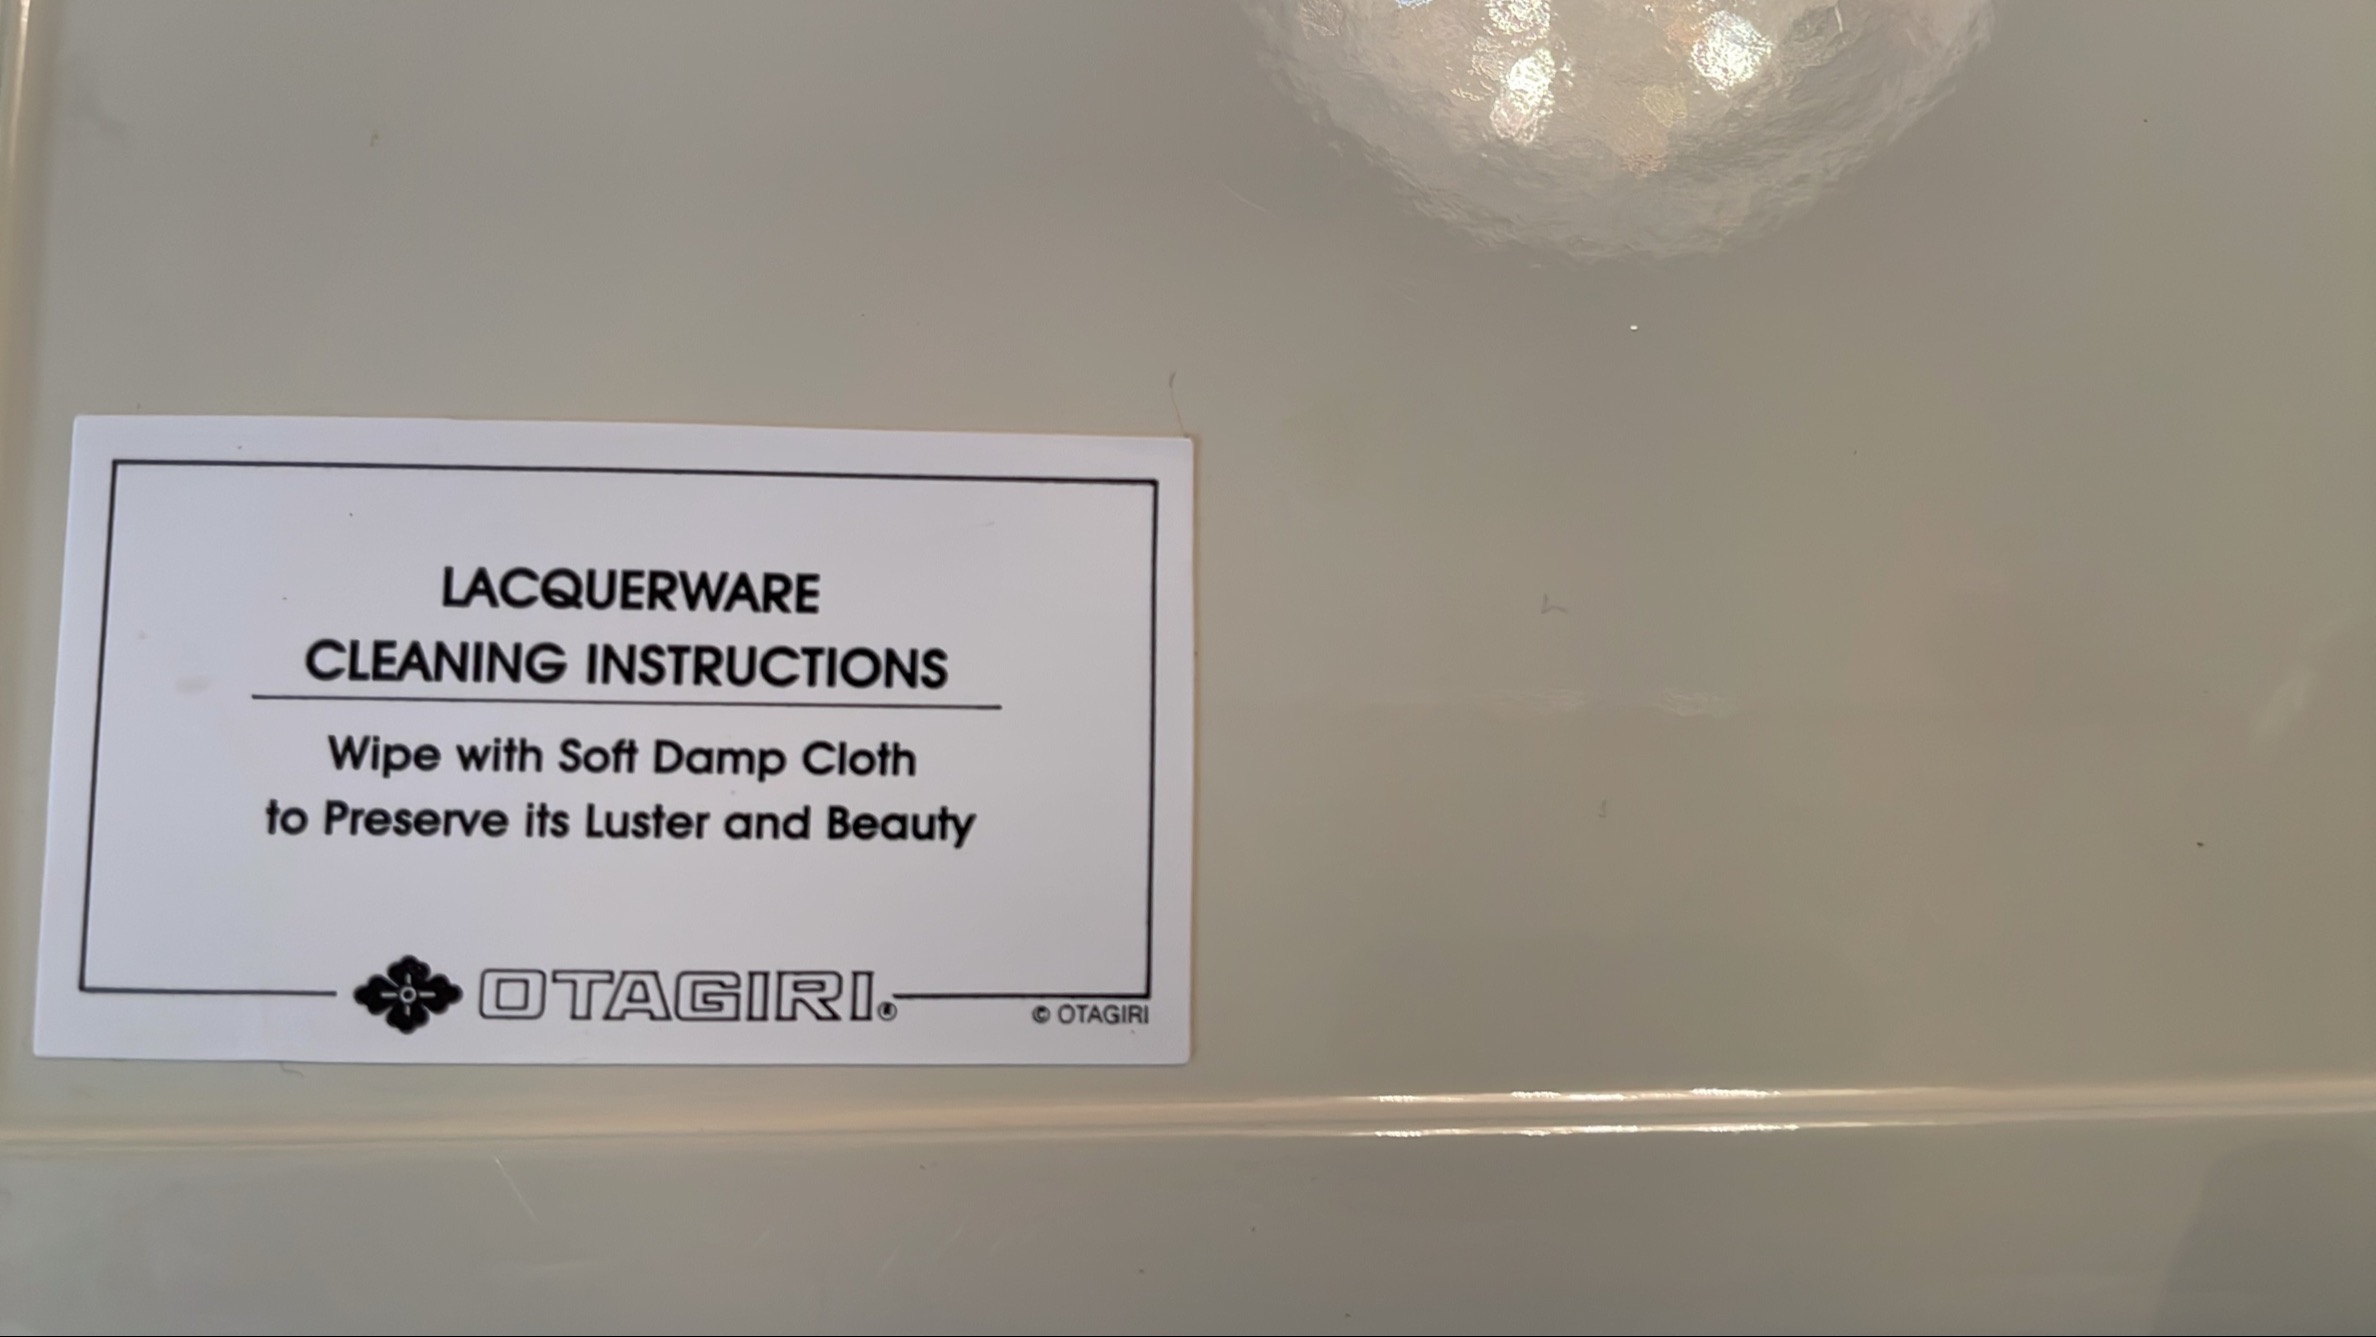 LACQUERWARE
CLEANING INSTRUCTIONS
Wipe with Soft Damp Cloth
to Preserve its Luster and Beauty
OTAGIRI®
© OTAGIRI